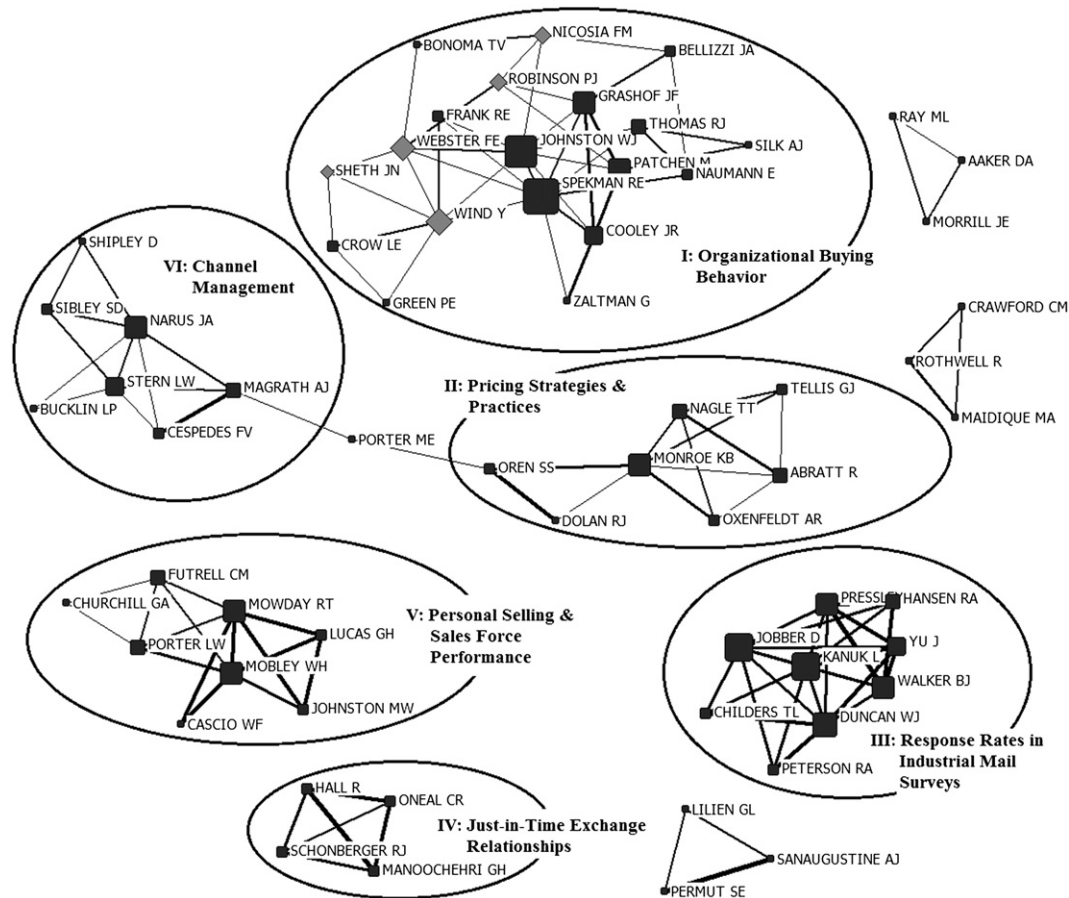 NICOSIA FM
BONOMA TV
BELLIZZI JA
ROBINSON PJ
GRASHOF JF
FRANK RE
THOMAS RJ
RAY ML
WEBSTER FE
JOHNSTON WJ
SILK AJ
PATCHEN M
AAKER DA
SHETH JN
SPEKMAN RE
NAUMANN E
WIND Y
MORRILL JE
COOLEY JR
CROW LE
I: Organizational Buying
Behavior
GREEN PE
ZALTMAN G
SHIPLEY D
VI: Channel
Management
SIBLEY SD
NARUS JA
CRAWFORD CM
ROTHWELL R
STERN LW
MAGRATH AJ
BUCKLIN LP
CESPEDES FV
MAIDIQUE MA
PORTER ME
II: Pricing Strategies &
Practices
TELLIS GJ
NAGLE TT
MONROE KB
OREN SS
ABRATT R
DOLAN RJ
OXENFELDT AR
FUTRELL CM
CHURCHILL GA
MOWDAY RT
V: Personal Selling &
Sales Force
Performance
LUCAS GH
PORTER LW
MOBLEY WH
JOHNSTON MW
CASCIO WF
PRESSLEY
HANSEN RA
JOBBER D
YU J
KANUK L
WALKER BJ
CHILDERS TL
DUNCAN WJ
III: Response Rates in
Industrial Mail
Surveys
PETERSON RA
HALL R
ONEAL CR
IV: Just-in-Time Exchange
Relationships
SCHONBERGER RJ
MANOOCHEHRI GH
LILIEN GL
SANAUGUSTINE AJ
PERMUT SE